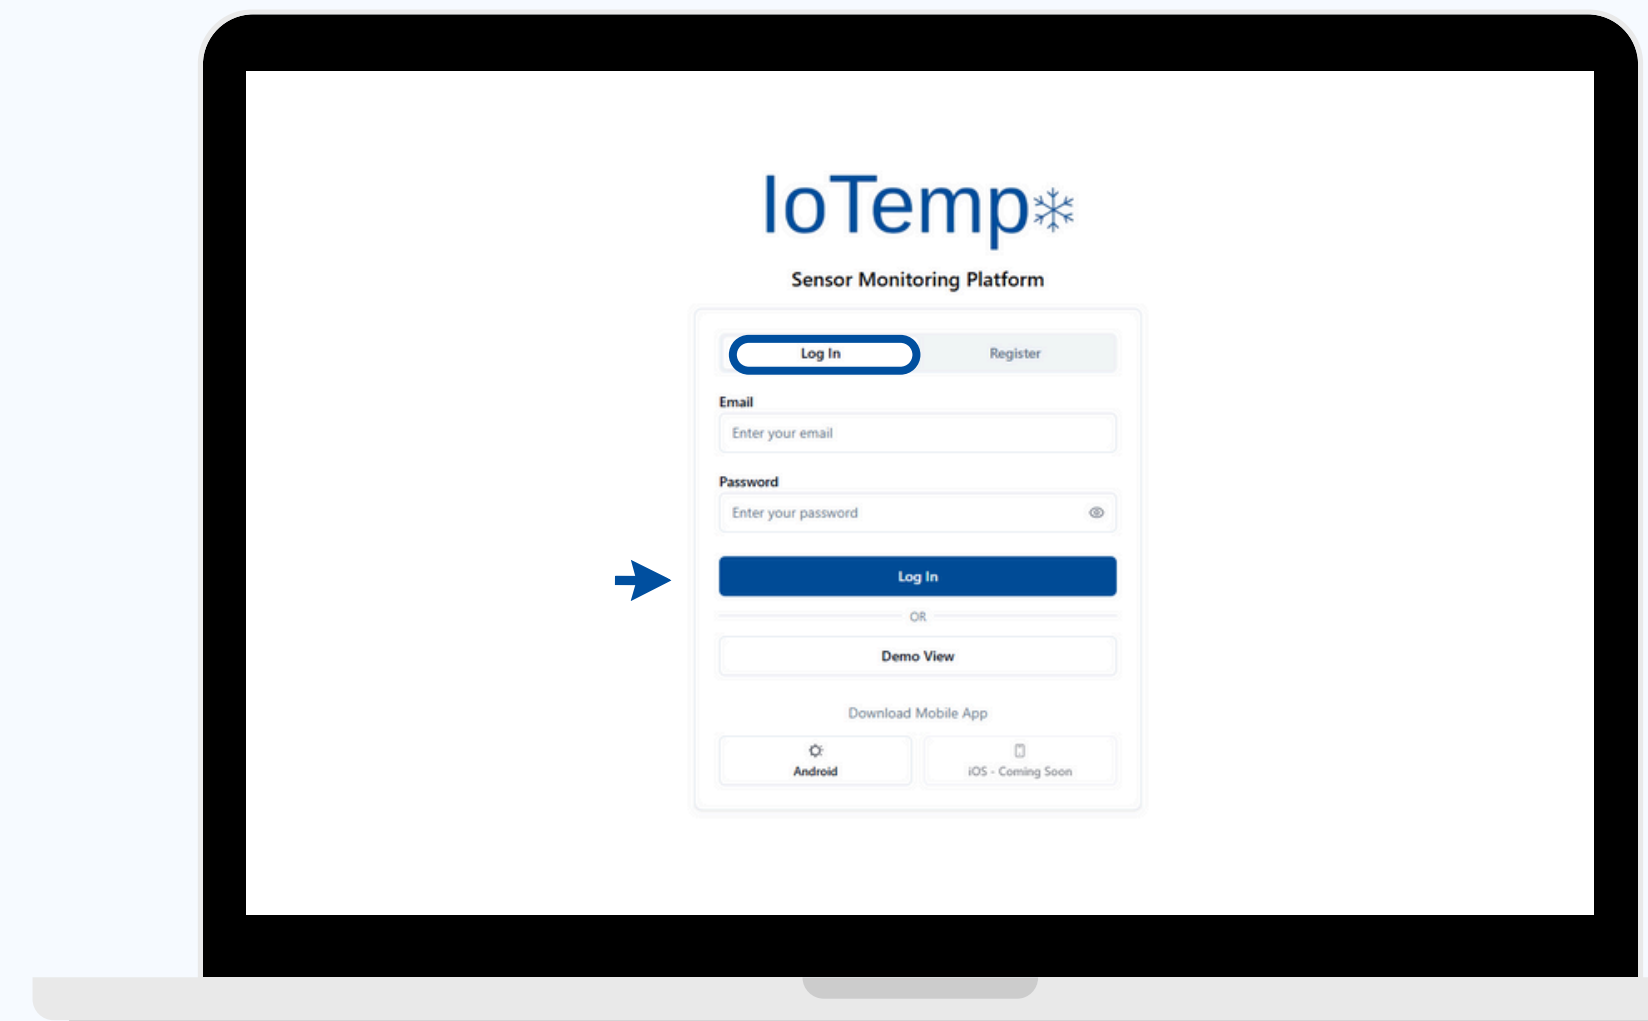 IoTemp
Sensor Monitoring Platform
Log In
Register
Email
Enter your email
Password
Enter your password
Log In
OR
Demo View
Download Mobile App
Android
iOS - Coming Soon